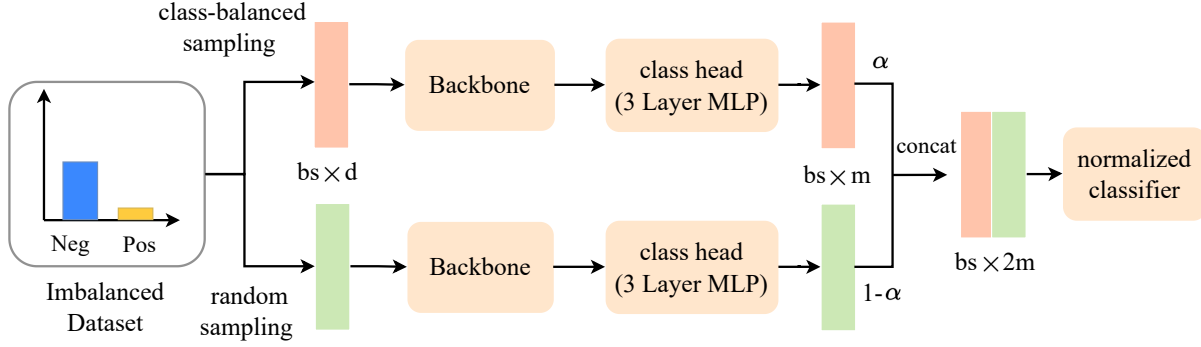 class-balanced
sampling
Neg
Pos
Imbalanced
Dataset
random
sampling
bs × d
Backbone
class head
(3 Layer MLP)
bs × m
α
Backbone
class head
(3 Layer MLP)
1-α
concat
bs × 2m
normalized
classifier